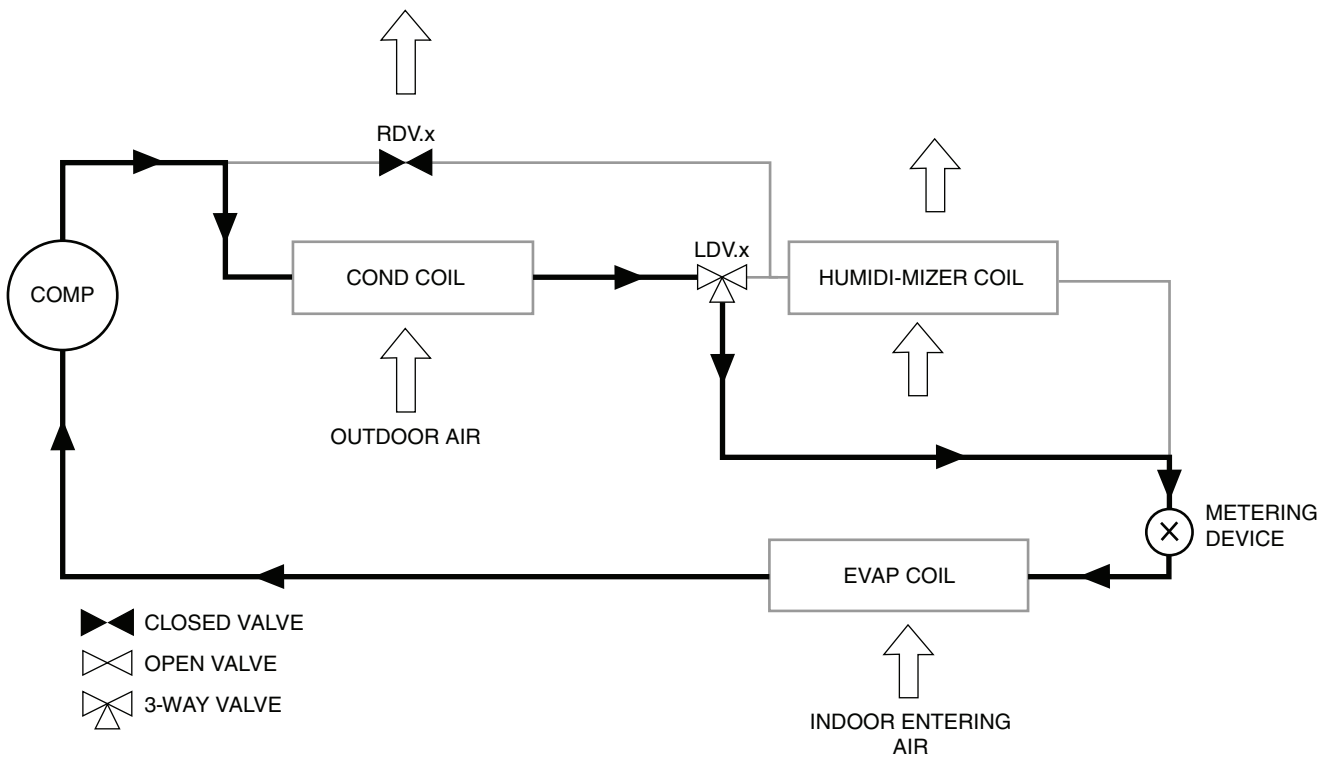 RDV.x
LDV.x
COMP
COND COIL
HUMIDI-MIZER COIL
OUTDOOR AIR
METERING
DEVICE
EVAP COIL
CLOSED VALVE
OPEN VALVE
3-WAY VALVE
INDOOR ENTERING
AIR